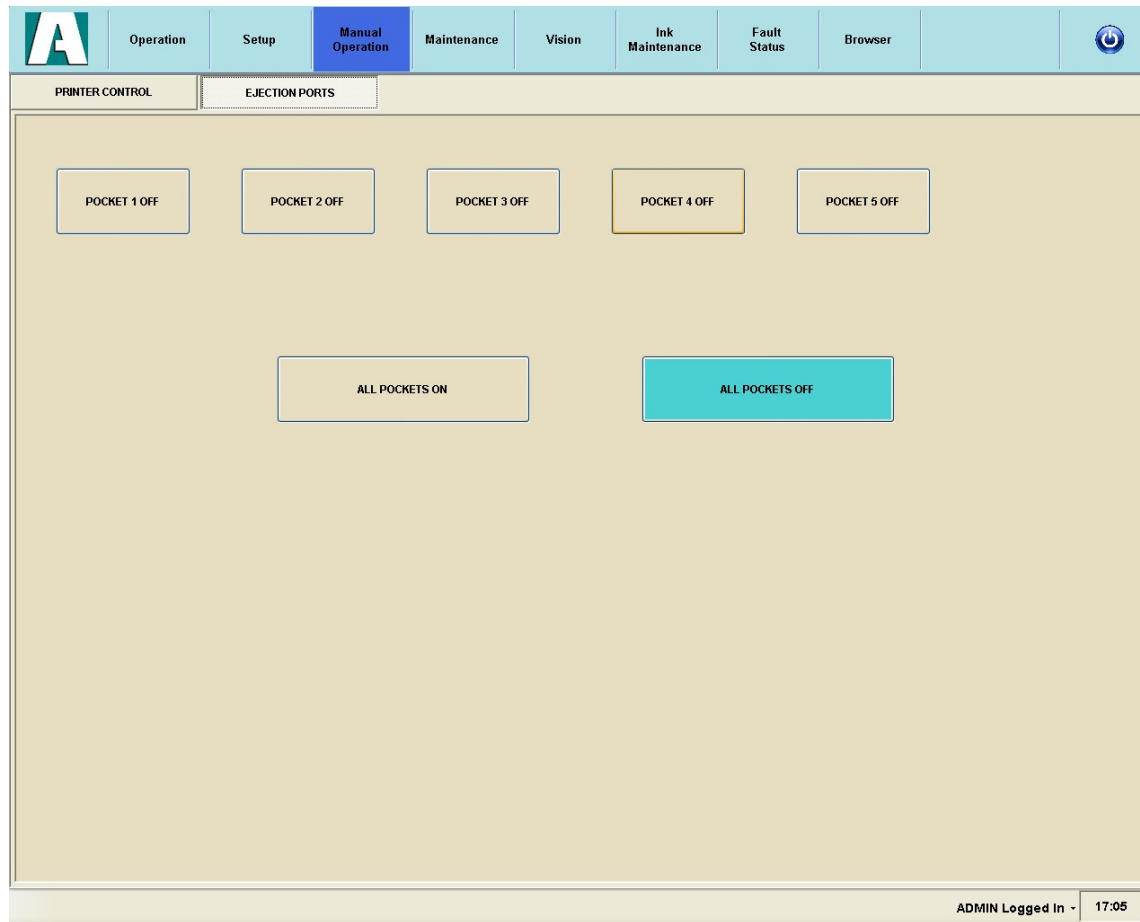 A
Operation
Setup
Manual
Operation
Maintenance
Vision
Ink
Maintenance
Fault
Status
Browser
PRINTER CONTROL
EJECTION PORTS
POCKET 1 OFF
POCKET 2 OFF
POCKET 3 OFF
POCKET 4 OFF
POCKET 5 OFF
ALL POCKETS ON
ALL POCKETS OFF
ADMIN Logged In -
17:05